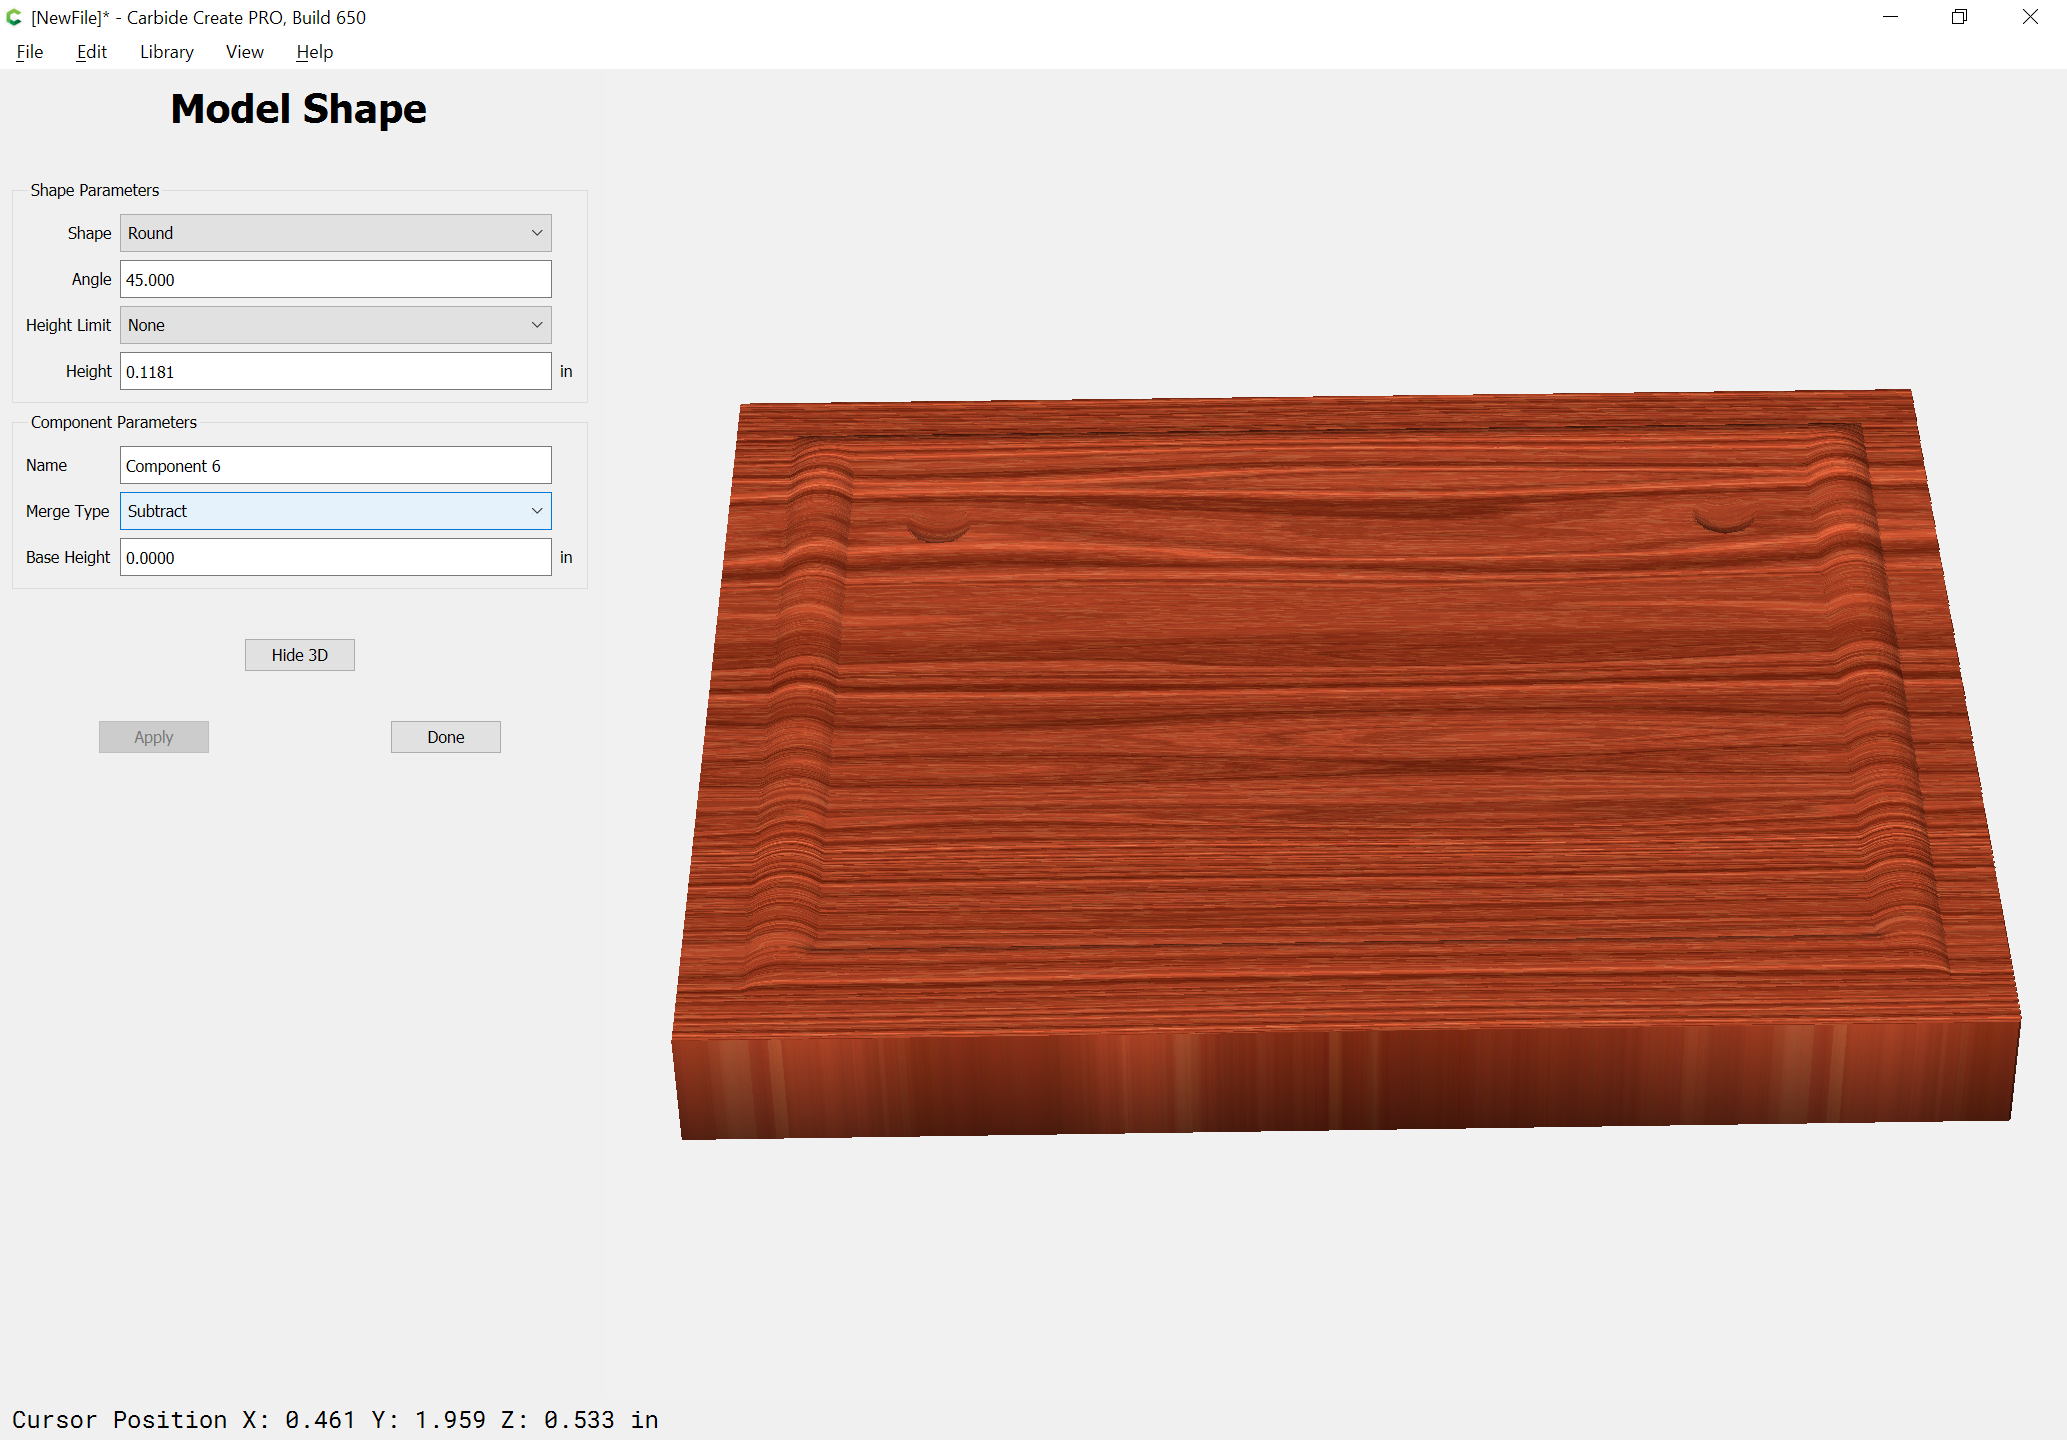 [NewFile]* - Carbide Create PRO, Build 650
File Edit Library View Help
Model Shape
Shape Parameters
Shape Round
Angle 45.000
Height Limit None
Height 0.1181 in
Component Parameters
Name Component 6
Merge Type Subtract
Base Height 0.0000 in
Hide 3D
Apply Done
Cursor Position X: 0.461 Y: 1.959 Z: 0.533 in